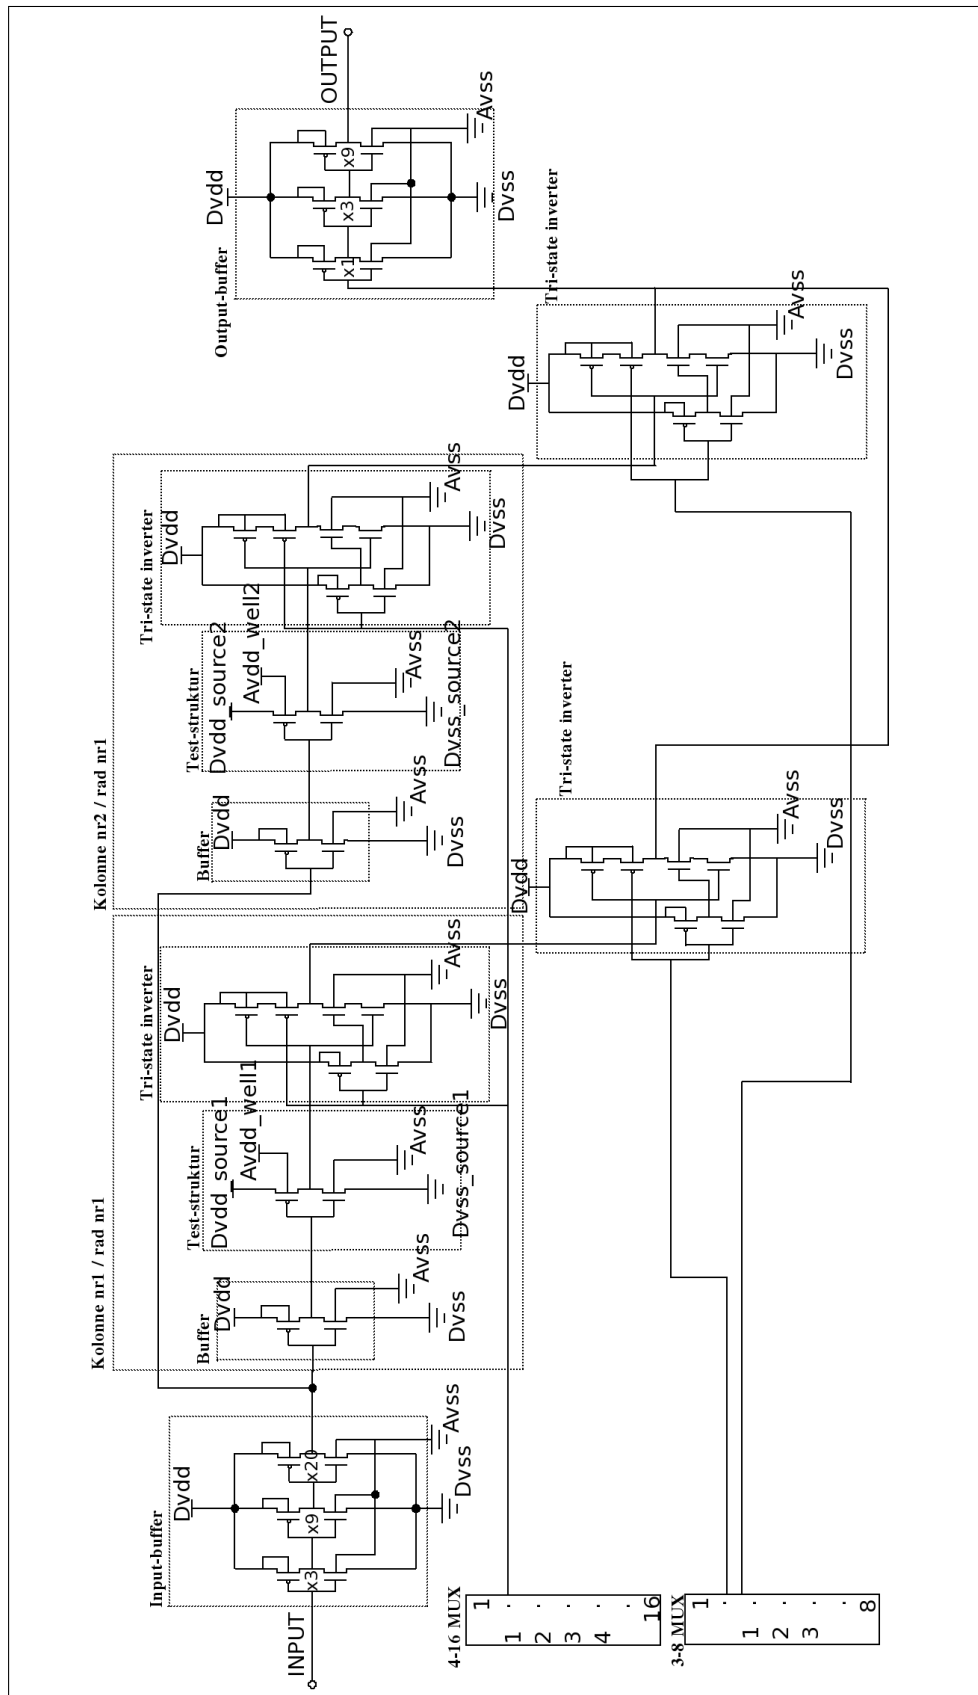 OUTPUT
Output-buffer
Dvdd
x1
x3
x9
Avss
Dvss
Tri-state inverter
Dvdd
Avss
Dvss
Kolonne nr2 / rad nr1
Tri-state inverter
Dvdd
Avss
Dvss
Test-struktur
Dvdd_source2
Avdd_well2
Avss
Dvss_source2
Buffer
Dvdd
Avss
Dvss
Tri-state inverter
Dvdd
Avss
Dvss
Kolonne nr1 / rad nr1
Tri-state inverter
Dvdd
Avss
Dvss
Test-struktur
Dvdd_source1
Avdd_well1
Avss
Dvss_source1
Buffer
Dvdd
Avss
Dvss
Input-buffer
Dvdd
x3
x9
x20
Avss
Dvss
INPUT
4-16 MUX
1
16
1
2
3
4
3-8 MUX
1
8
1
2
3